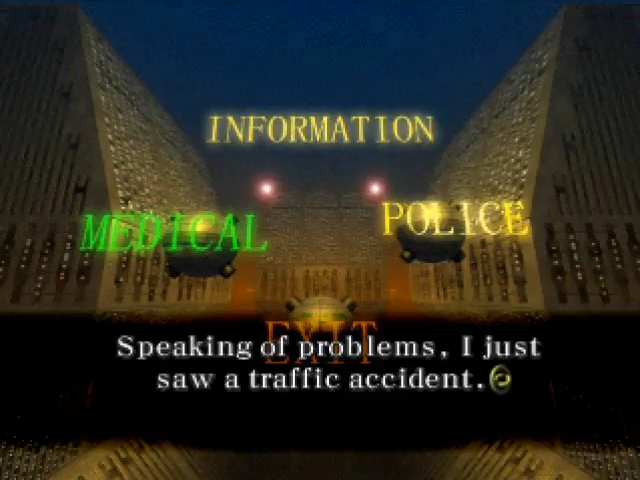 INFORMATION
MEDICAL
POLICE
EXIT
Speaking of problems, I just
saw a traffic accident.